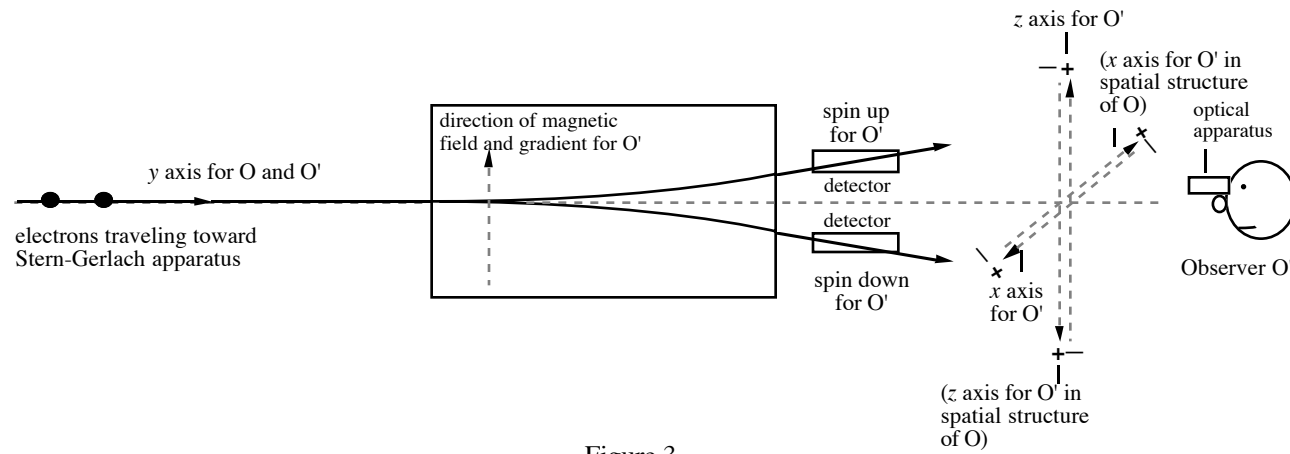 z axis for O'
— +
(x axis for O' in
spatial structure
of O)
optical
apparatus
direction of magnetic
field and gradient for O'
spin up
for O'
detector
y axis for O and O'
detector
electrons traveling toward
Stern-Gerlach apparatus
spin down
for O'
x axis
for O'
Observer O'
+ —
(z axis for O' in
spatial structure
of O)